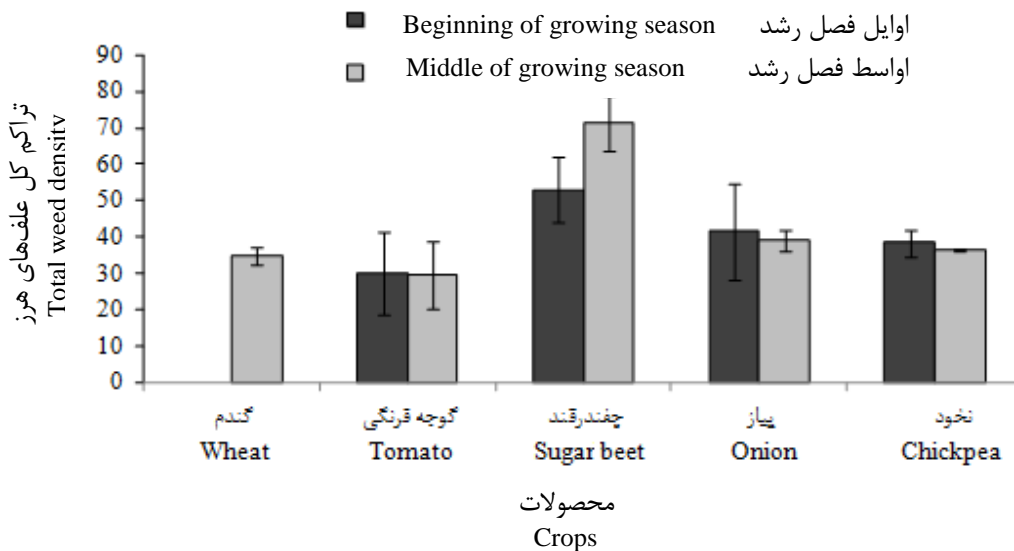 Beginning of growing season اوایل فصل رشد
Middle of growing season اواسط فصل رشد
تراکم کل علف‌های هرز
Total weed density
90
80
70
60
50
40
30
20
10
0
گندم گوجه فرنگی چغندرقند پیاز نخود
Wheat Tomato Sugar beet Onion Chickpea
محصولات
Crops